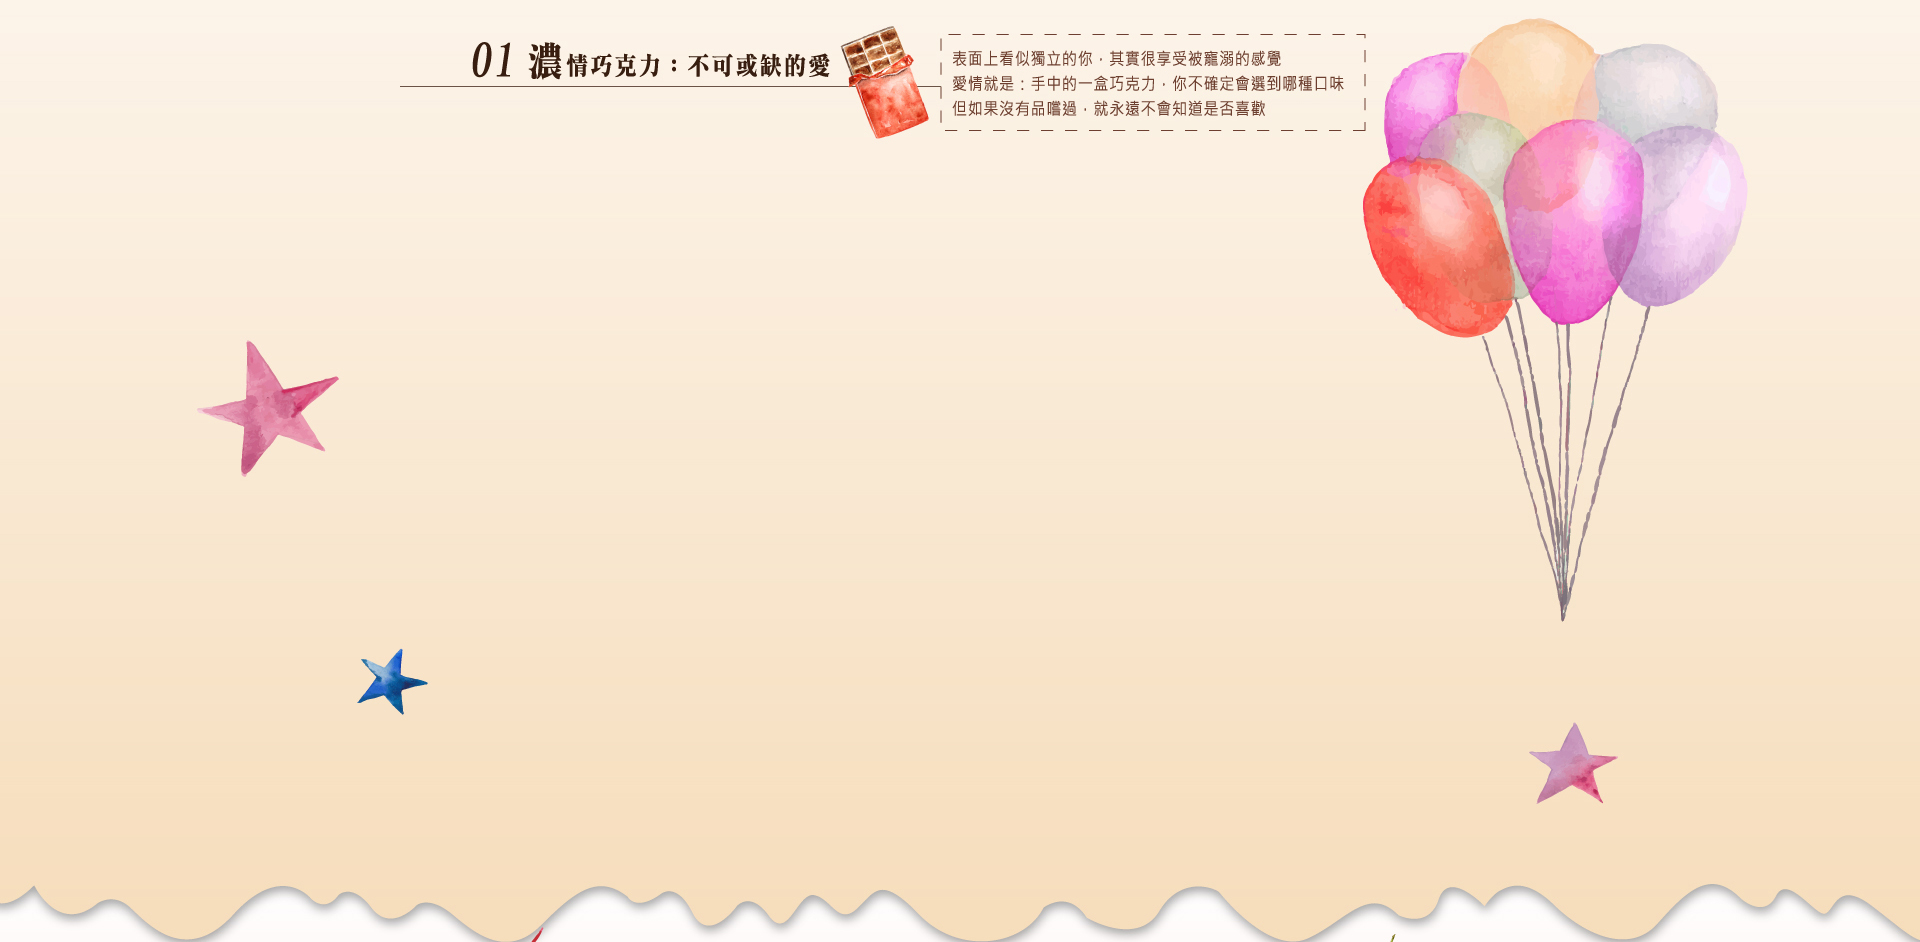 01 濃情巧克力：不可或缺的愛
表面上看似獨立的你，其實很享受被寵溺的感覺
愛情就是：手中的一盒巧克力，你不確定會選到哪種口味
但如果沒有品嚐過，就永遠不會知道是否喜歡